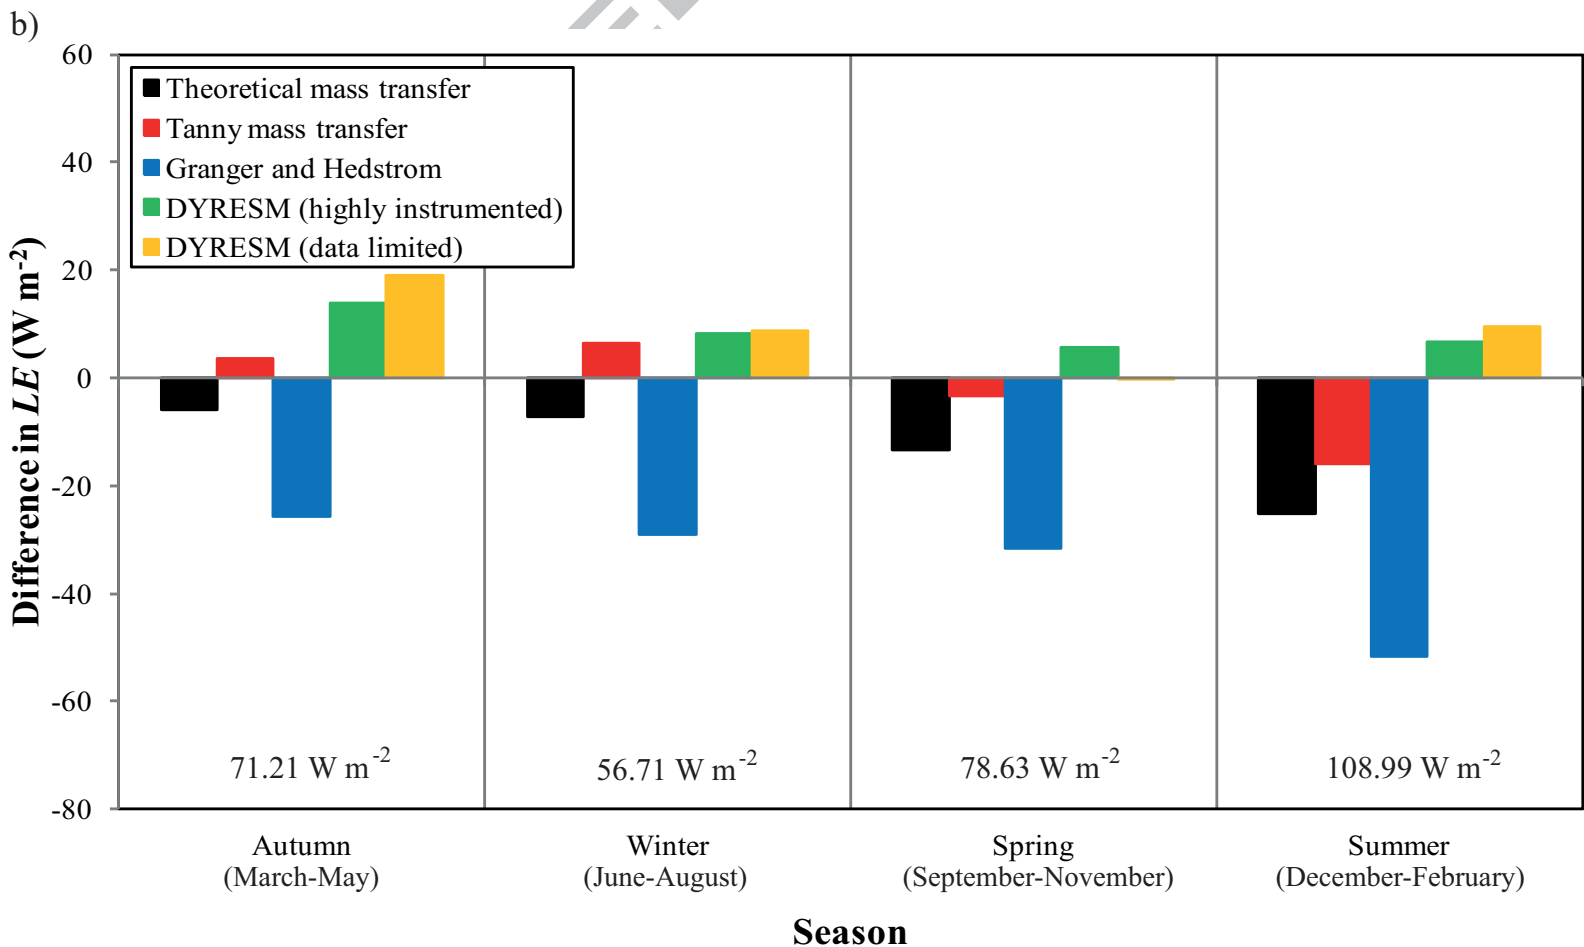 b)
60
40
20
0
-20
-40
-60
-80
Difference in LE (W m-2)
Theoretical mass transfer
Tanny mass transfer
Granger and Hedstrom
DYRESM (highly instrumented)
DYRESM (data limited)
71.21 W m-2
56.71 W m-2
78.63 W m-2
108.99 W m-2
Autumn
(March-May)
Winter
(June-August)
Spring
(September-November)
Summer
(December-February)
Season